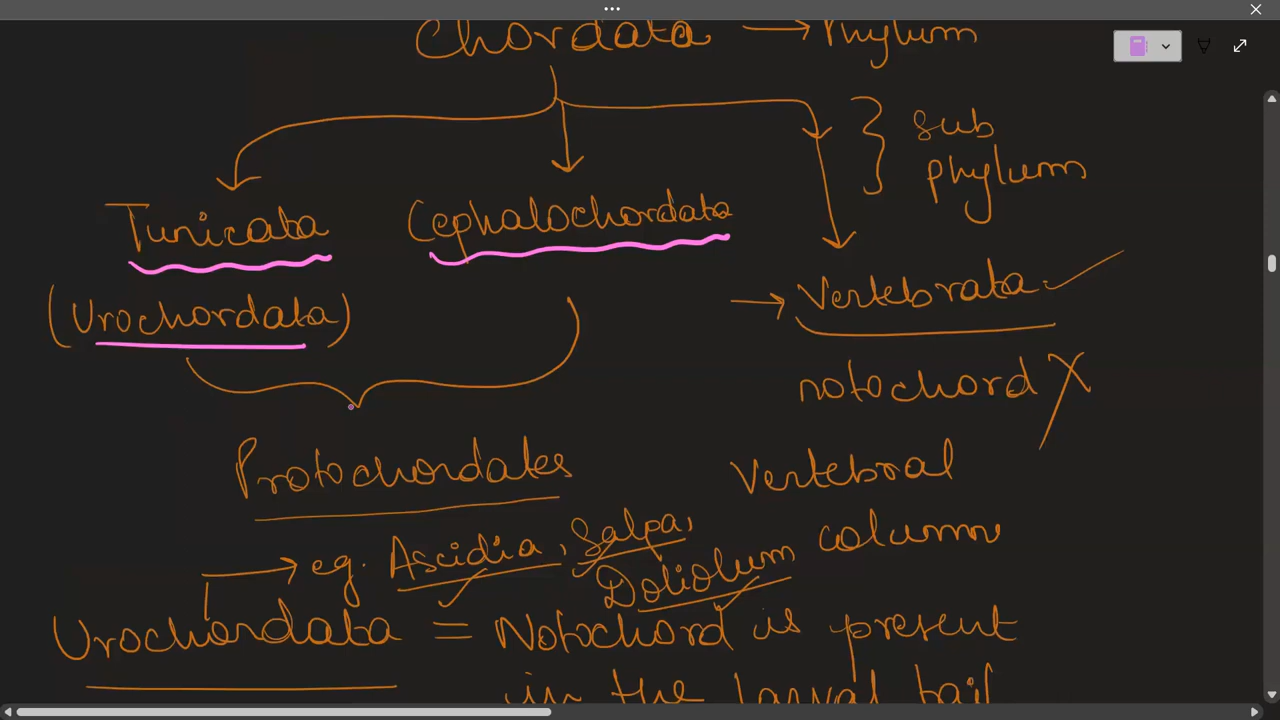 Chordata → Phylum
sub
phylum
Tunicata Cephalochordata
(Urochordata)
→ Vertebrata
notochord X
Protochordates
Vertebral
column
eg. Ascidia, Salpa,
Doliolum
Urochordata = Notochord is present
in the larval tail